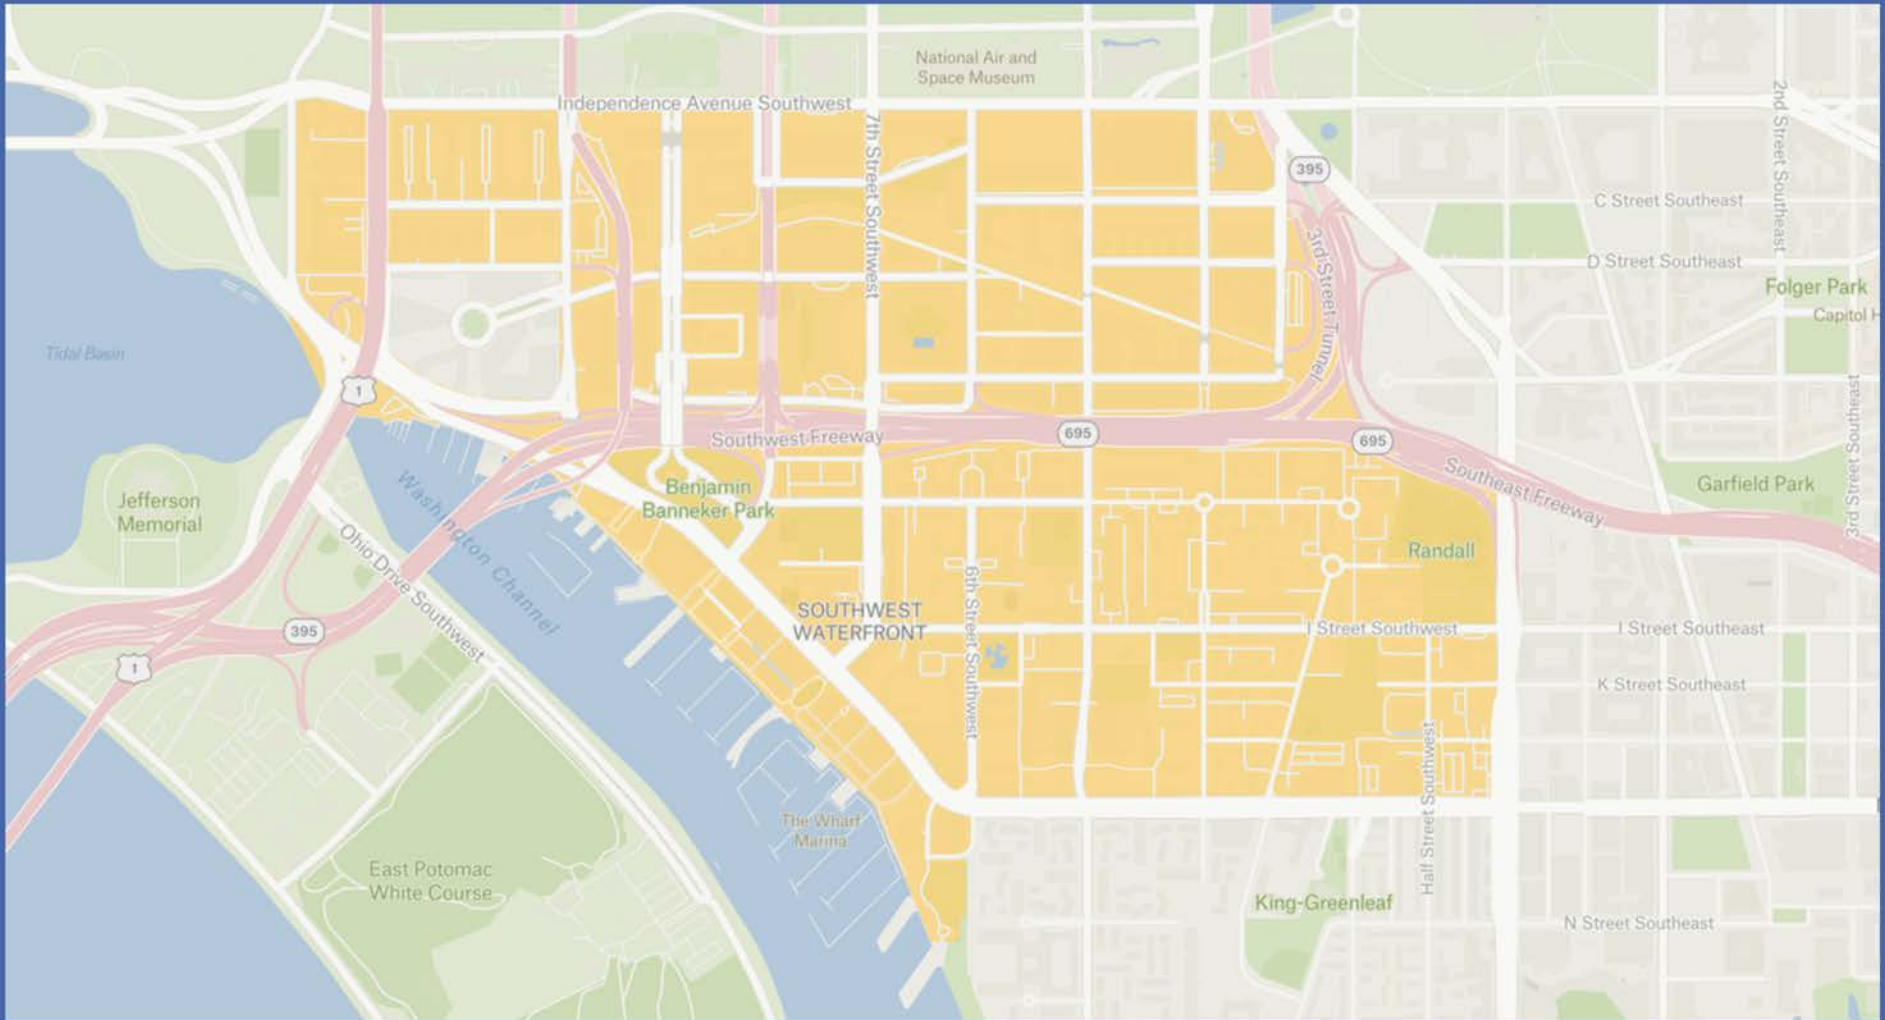 National Air and
Space Museum
Independence Avenue Southwest
7th Street Southwest
2nd Street Southeast
395
C Street Southeast
D Street Southeast
3rd Street Tunnel
Folger Park
Capitol H
Tidal Basin
1
695
Southwest Freeway
695
Southeast Freeway
Garfield Park
3rd Street Southeast
Benjamin
Banneker Park
Jefferson
Memorial
Washington Channel
Ohio Drive Southwest
Randall
SOUTHWEST
WATERFRONT
6th Street Southwest
I Street Southwest
I Street Southeast
395
1
K Street Southeast
Half Street Southwest
The Wharf
Marina
East Potomac
White Course
King-Greenleaf
N Street Southeast